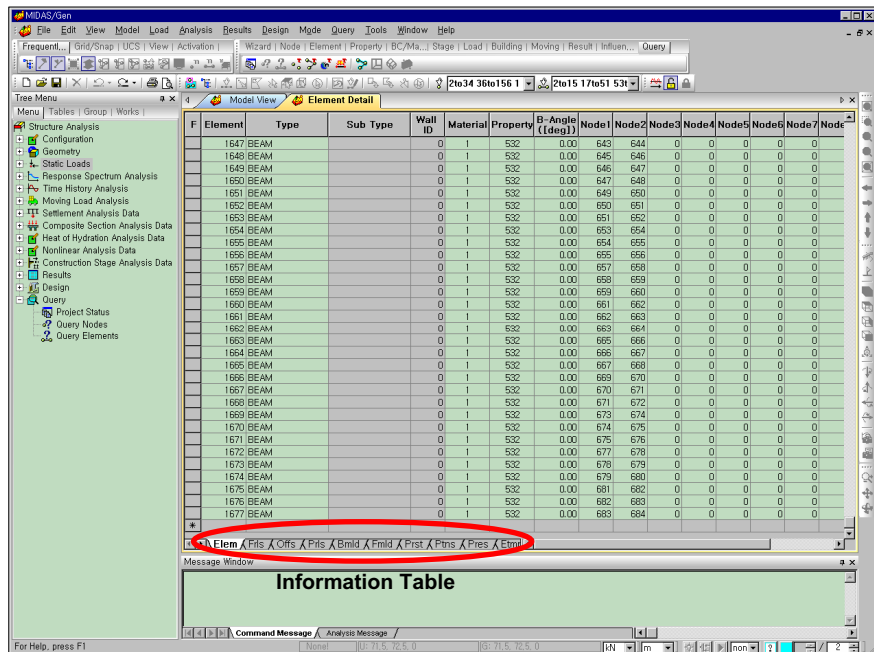 MIDAS/Gen
File Edit View Model Load Analysis Results Design Mode Query Tools Window Help
Frequentl... Grid/Snap UCS View Activation Wizard Node Element Property BC/Ma... Stage Load Building Moving Result Influen... Query
2to34 36to156 1 2to15 17to51 53t
Tree Menu
Menu Tables Group Works
Structure Analysis
Configuration
Geometry
Static Loads
Response Spectrum Analysis
Time History Analysis
Moving Load Analysis
Settlement Analysis Data
Composite Section Analysis Data
Heat of Hydration Analysis Data
Nonlinear Analysis Data
Construction Stage Analysis Data
Results
Design
Query
Project Status
Query Nodes
Query Elements
Model View Element Detail
F Element Type Sub Type Wall ID Material Property B-Angle ([deg]) Node1 Node2 Node3 Node4 Node5 Node6 Node7 Node
1647 BEAM 0 1 532 0.00 643 644 0 0 0 0 0
1648 BEAM 0 1 532 0.00 645 646 0 0 0 0 0
1649 BEAM 0 1 532 0.00 646 647 0 0 0 0 0
1650 BEAM 0 1 532 0.00 647 648 0 0 0 0 0
1651 BEAM 0 1 532 0.00 649 650 0 0 0 0 0
1652 BEAM 0 1 532 0.00 650 651 0 0 0 0 0
1653 BEAM 0 1 532 0.00 651 652 0 0 0 0 0
1654 BEAM 0 1 532 0.00 653 654 0 0 0 0 0
1655 BEAM 0 1 532 0.00 654 655 0 0 0 0 0
1656 BEAM 0 1 532 0.00 655 656 0 0 0 0 0
1657 BEAM 0 1 532 0.00 657 658 0 0 0 0 0
1658 BEAM 0 1 532 0.00 658 659 0 0 0 0 0
1659 BEAM 0 1 532 0.00 659 660 0 0 0 0 0
1660 BEAM 0 1 532 0.00 661 662 0 0 0 0 0
1661 BEAM 0 1 532 0.00 662 663 0 0 0 0 0
1662 BEAM 0 1 532 0.00 663 664 0 0 0 0 0
1663 BEAM 0 1 532 0.00 665 666 0 0 0 0 0
1664 BEAM 0 1 532 0.00 666 667 0 0 0 0 0
1665 BEAM 0 1 532 0.00 667 668 0 0 0 0 0
1666 BEAM 0 1 532 0.00 669 670 0 0 0 0 0
1667 BEAM 0 1 532 0.00 670 671 0 0 0 0 0
1668 BEAM 0 1 532 0.00 671 672 0 0 0 0 0
1669 BEAM 0 1 532 0.00 673 674 0 0 0 0 0
1670 BEAM 0 1 532 0.00 674 675 0 0 0 0 0
1671 BEAM 0 1 532 0.00 675 676 0 0 0 0 0
1672 BEAM 0 1 532 0.00 677 678 0 0 0 0 0
1673 BEAM 0 1 532 0.00 678 679 0 0 0 0 0
1674 BEAM 0 1 532 0.00 679 680 0 0 0 0 0
1675 BEAM 0 1 532 0.00 681 682 0 0 0 0 0
1676 BEAM 0 1 532 0.00 682 683 0 0 0 0 0
1677 BEAM 0 1 532 0.00 683 684 0 0 0 0 0
Elem Frls Offs Prls Bmld Fmld Prst Ptns Pres
Message Window
Information Table
Command Message Analysis Message
For Help, press F1 None! U: 71.5, 72.5, 0 G: 71.5, 72.5, 0 kN m non ? / 2